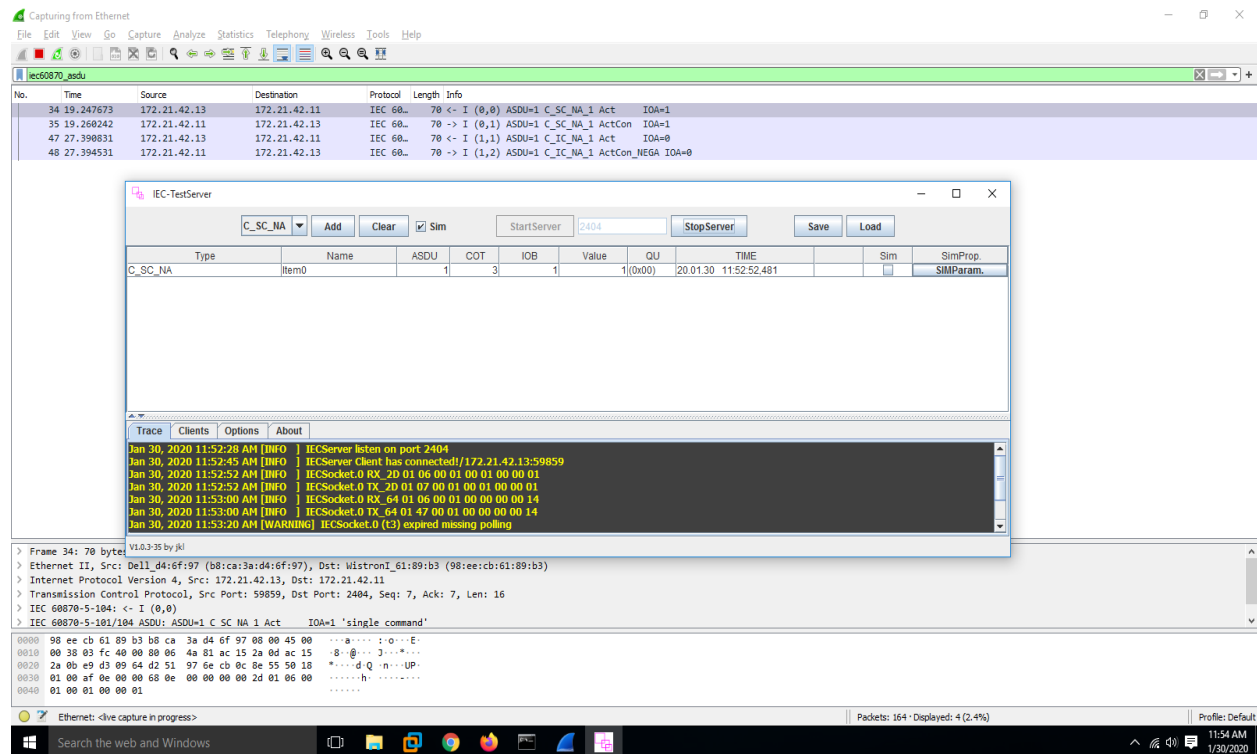 Capturing from Ethernet
File Edit View Go Capture Analyze Statistics Telephony Wireless Tools Help
iec60870_asdu
No. Time Source Destination Protocol Length Info
34 19.247673 172.21.42.13 172.21.42.11 IEC 60… 70 <- I (0,0) ASDU=1 C_SC_NA_1 Act IOA=1
35 19.260242 172.21.42.11 172.21.42.13 IEC 60… 70 -> I (0,1) ASDU=1 C_SC_NA_1 ActCon IOA=1
47 27.390831 172.21.42.13 172.21.42.11 IEC 60… 70 <- I (1,1) ASDU=1 C_IC_NA_1 Act IOA=0
48 27.394531 172.21.42.11 172.21.42.13 IEC 60… 70 -> I (1,2) ASDU=1 C_IC_NA_1 ActCon_NEGA IOA=0
IEC-TestServer
C_SC_NA Add Clear Sim StartServer 2404 StopServer Save Load
Type Name ASDU COT IOB Value QU TIME Sim SimProp.
C_SC_NA Item0 1 3 1 1 (0x00) 20.01.30 11:52:52,481 SIMParam.
Trace Clients Options About
Jan 30, 2020 11:52:28 AM [INFO ] IECServer listen on port 2404
Jan 30, 2020 11:52:45 AM [INFO ] IECServer Client has connected!/172.21.42.13:59859
Jan 30, 2020 11:52:52 AM [INFO ] IECSocket.0 RX_2D 01 06 00 01 00 01 00 00 01
Jan 30, 2020 11:52:52 AM [INFO ] IECSocket.0 TX_2D 01 07 00 01 00 01 00 00 01
Jan 30, 2020 11:53:00 AM [INFO ] IECSocket.0 RX_64 01 06 00 01 00 00 00 00 14
Jan 30, 2020 11:53:00 AM [INFO ] IECSocket.0 TX_64 01 47 00 01 00 00 00 00 14
Jan 30, 2020 11:53:20 AM [WARNING] IECSocket.0 (t3) expired missing polling
V1.0.3-35 by jkl
> Frame 34: 70 byte
> Ethernet II, Src: Dell_d4:6f:97 (b8:ca:3a:d4:6f:97), Dst: WistronI_61:89:b3 (98:ee:cb:61:89:b3)
> Internet Protocol Version 4, Src: 172.21.42.13, Dst: 172.21.42.11
> Transmission Control Protocol, Src Port: 59859, Dst Port: 2404, Seq: 7, Ack: 7, Len: 16
> IEC 60870-5-104: <- I (0,0)
> IEC 60870-5-101/104 ASDU: ASDU=1 C_SC_NA_1 Act IOA=1 'single command'
0000 98 ee cb 61 89 b3 b8 ca 3a d4 6f 97 08 00 45 00 ···a···· :·o···E·
0010 00 38 03 fc 40 00 80 06 4a 81 ac 15 2a 0d ac 15 ·8··@··· J···*···
0020 2a 0b e9 d3 09 64 d2 51 97 6e cb 0c 8e 55 50 18 *····d·Q ·n···UP·
0030 01 00 af 0e 00 00 68 0e 00 00 00 00 2d 01 06 00 ······h· ····-···
0040 01 00 01 00 00 01 ······
Ethernet: <live capture in progress> Packets: 164 · Displayed: 4 (2.4%) Profile: Default
Search the web and Windows
11:54 AM
1/30/2020